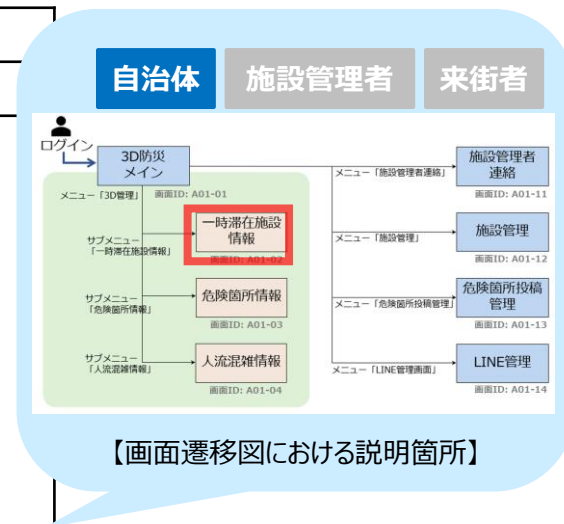 自治体 施設管理者 来街者
ログイン
3D防災
メイン
画面ID: A01-01
メニュー「3D管理」
サブメニュー
「一時滞在施設情報」
一時滞在施設
情報
画面ID: A01-02
サブメニュー
「危険箇所情報」
危険箇所情報
画面ID: A01-03
サブメニュー
「人流混雑情報」
人流混雑情報
画面ID: A01-04
メニュー「施設管理者連絡」
施設管理者
連絡
画面ID: A01-11
メニュー「施設管理」
施設管理
画面ID: A01-12
メニュー「危険箇所投稿管理」
危険箇所投稿
管理
画面ID: A01-13
メニュー「LINE管理画面」
LINE管理
画面ID: A01-14
【画面遷移図における説明箇所】